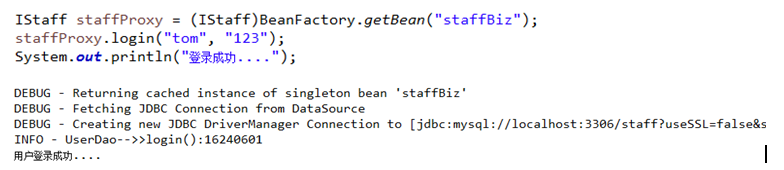 IStaff staffProxy = (IStaff)BeanFactory.getBean("staffBiz");
staffProxy.login("tom", "123");
System.out.println("登录成功....");
DEBUG - Returning cached instance of singleton bean 'staffBiz'
DEBUG - Fetching JDBC Connection from DataSource
DEBUG - Creating new JDBC DriverManager Connection to [jdbc:mysql://localhost:3306/staff?useSSL=false&s
INFO - UserDao-->>login():16240601
用户登录成功....